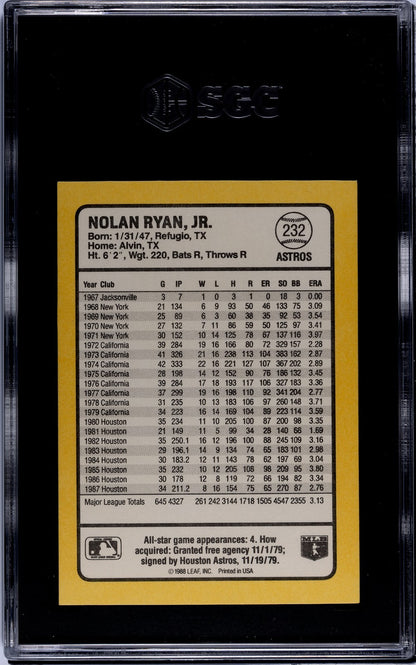 SGC
NOLAN RYAN, JR.
Born: 1/31/47, Refugio, TX
Home: Alvin, TX
Ht. 6'2", Wgt. 220, Bats R, Throws R
232
ASTROS
Year Club G IP W L H R ER SO BB ERA
1967 Jacksonville 3 7 1 0 3 1 0 18 3 0.00
1968 New York 21 134 6 9 93 50 46 133 75 3.09
1969 New York 25 89 6 3 60 38 35 92 53 3.54
1970 New York 27 132 7 11 86 59 50 125 97 3.41
1971 New York 30 152 10 14 125 78 67 137 116 3.97
1972 California 39 284 19 16 166 80 72 329 157 2.28
1973 California 41 326 21 16 238 113 104 383 162 2.87
1974 California 42 333 22 16 221 127 107 367 202 2.89
1975 California 28 198 14 12 152 90 76 186 132 3.45
1976 California 39 284 17 18 193 117 106 327 183 3.36
1977 California 37 299 19 16 198 110 92 341 204 2.77
1978 California 31 235 10 13 183 106 97 260 148 3.71
1979 California 34 223 16 14 169 104 89 223 114 3.59
1980 Houston 35 234 11 10 205 100 87 200 98 3.35
1981 Houston 21 149 11 5 99 34 28 140 68 1.69
1982 Houston 35 250.1 16 12 196 100 88 245 109 3.16
1983 Houston 29 196.1 14 9 134 74 65 183 101 2.98
1984 Houston 30 183.2 12 11 143 78 62 197 69 3.04
1985 Houston 35 232 10 12 205 108 98 209 95 3.80
1986 Houston 30 178 12 8 119 72 66 194 82 3.34
1987 Houston 34 211.2 8 16 154 75 65 270 87 2.76
Major League Totals 645 4327 261 242 3144 1718 1505 4547 2355 3.13
All-star game appearances: 4. How
acquired: Granted free agency 11/1/79;
signed by Houston Astros, 11/19/79.
© 1988 LEAF, INC. Printed in USA